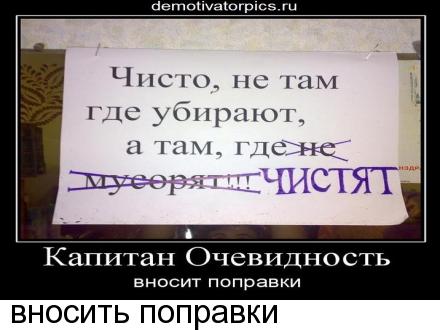 demotivatorpics.ru
Чисто, не там
где убирают,
а там, где не
мусорят!!! ЧИСТЯТ
Капитан Очевидность
вносит поправки
вносить поправки